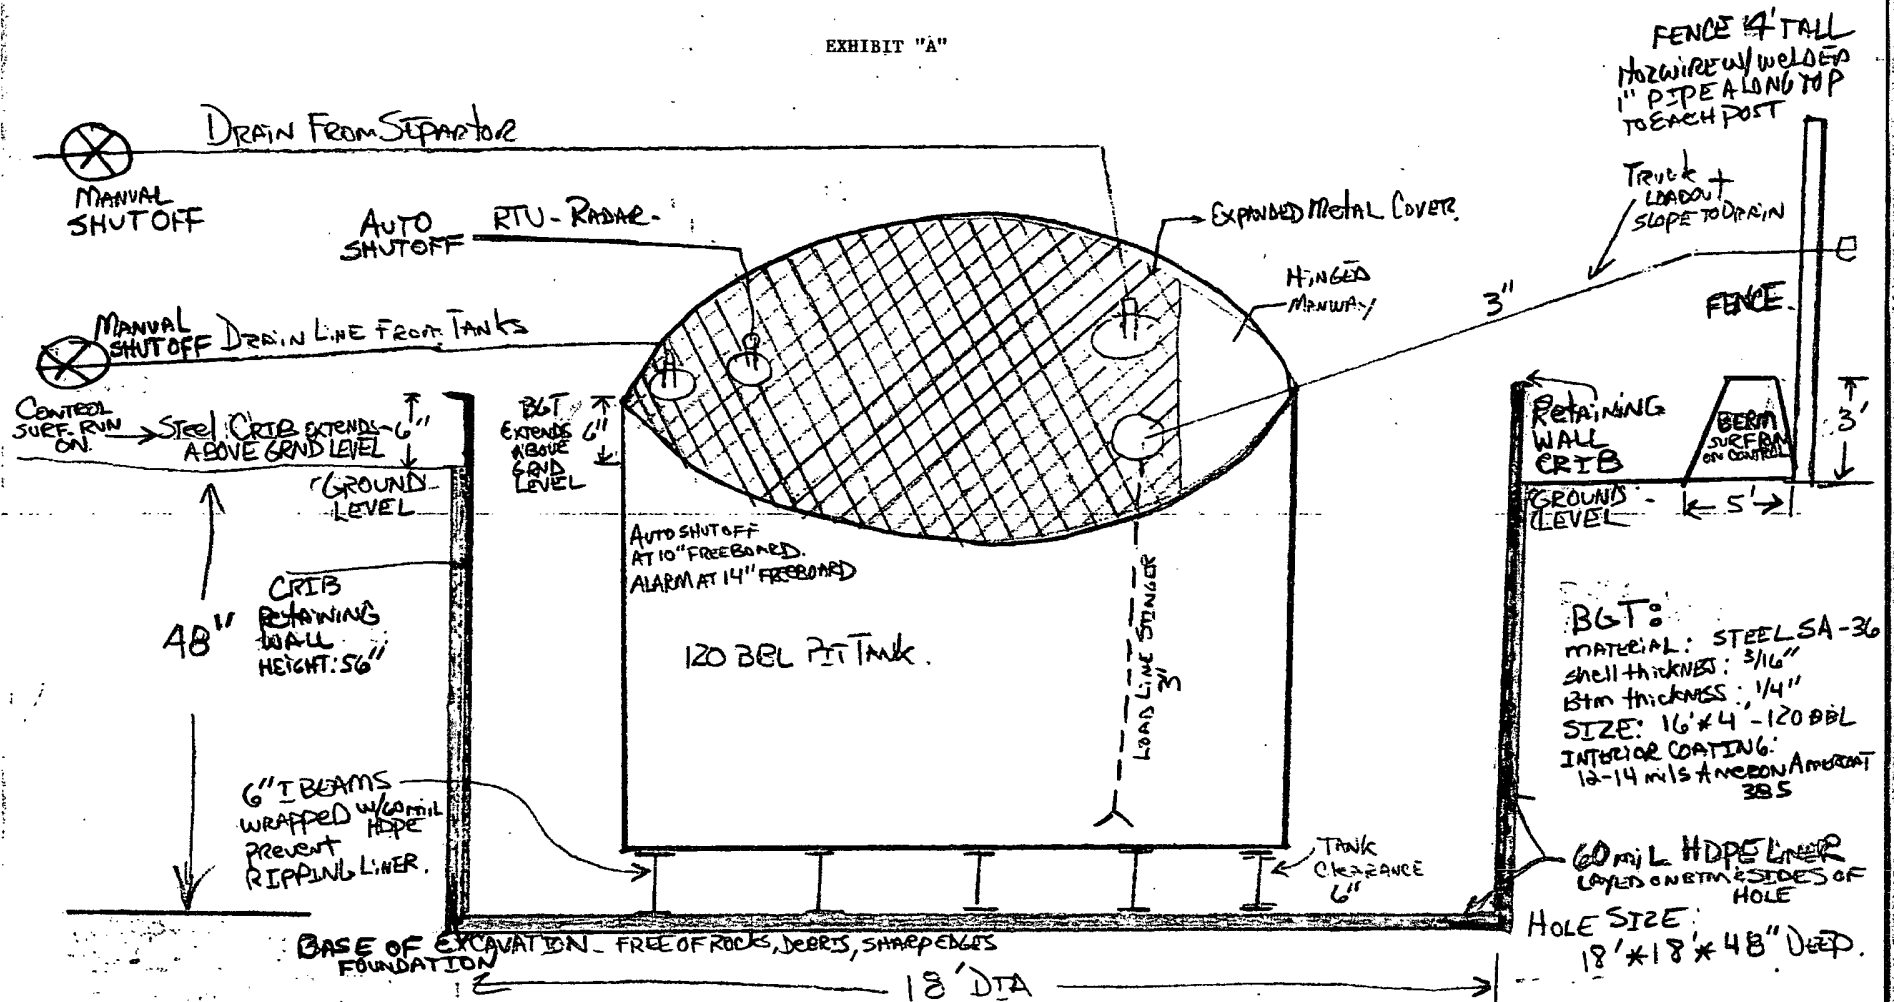 EXHIBIT "A"
FENCE 4' TALL
HOGWIRE W/ WELDED
1" PIPE ALONG TOP
TO EACH POST
DRAIN FROM SEPARTOR
MANUAL
SHUTOFF
AUTO
SHUTOFF
RTU - RADAR -
EXPANDED METAL COVER.
TRUCK
LOADOUT
SLOPE TO DRAIN
HINGED
MANWAY
3"
FENCE.
MANUAL
SHUTOFF
DRAIN LINE FROM TANKS
CONTROL
SURF. RUN
ON.
STEEL CRIB EXTENDS
ABOVE GRND LEVEL
6"
BGT
EXTENDS
ABOVE
GRND
LEVEL
6"
RETAINING
WALL
CRIB
BERM
SURF RUN
ON CONTROL
3'
GROUND
LEVEL
GROUND
LEVEL
5'
AUTO SHUTOFF
AT 10" FREEBOARD.
ALARM AT 14" FREEBOARD
48"
CRIB
RETAINING
WALL
HEIGHT: 56"
120 BBL PIT TANK.
LOAD LINE STINGER
3"
BGT:
MATERIAL: STEEL SA-36
shell thickness: 3/16"
Btm thickness: 1/4"
SIZE: 16'*4' - 120 BBL
INTERIOR COATING:
12-14 mils AMERON AMERCOAT
385
6" I BEAMS
WRAPPED W/60 mil
HDPE
PREVENT
RIPPING LINER.
TANK
CLEARANCE
6"
60 mil HDPE LINER
LAYED ON BTM & SIDES OF
HOLE
HOLE SIZE:
18'*18'*48" DEEP.
BASE OF EXCAVATION - FREE OF ROCKS, DEBRIS, SHARP EDGES
FOUNDATION
18' DIA